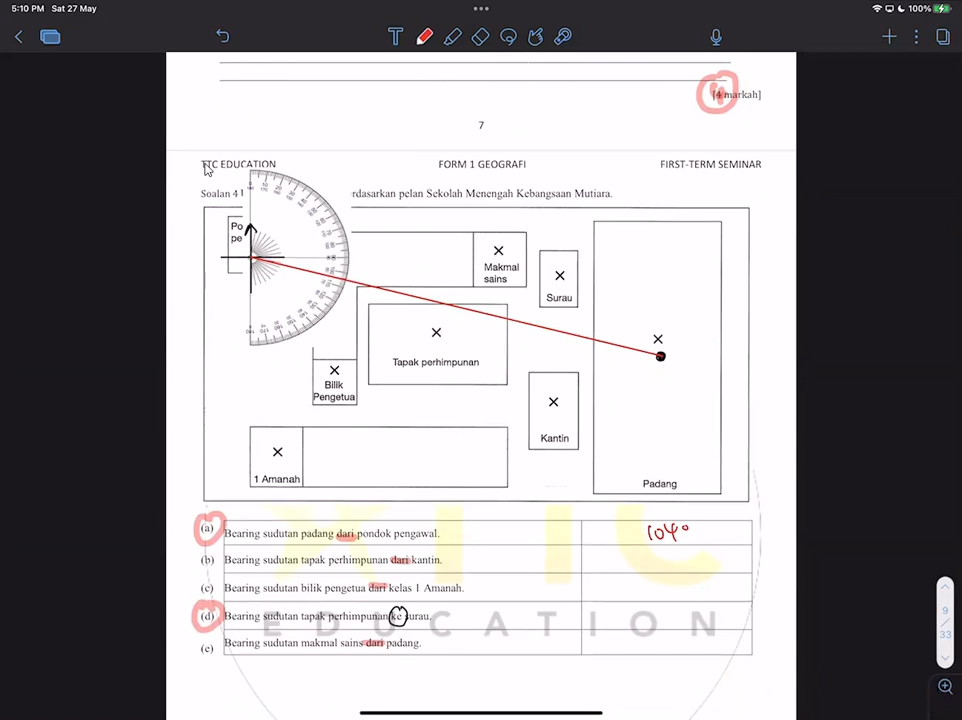 5:10 PM Sat 27 May
100%
[4 markah]
7
TTC EDUCATION FORM 1 GEOGRAFI FIRST-TERM SEMINAR
Soalan 4 berdasarkan pelan Sekolah Menengah Kebangsaan Mutiara.
Po
pe
Makmal
sains
Surau
Tapak perhimpunan
Bilik
Pengetua
Kantin
1 Amanah
Padang
(a) Bearing sudutan padang dari pondok pengawal. 104°
(b) Bearing sudutan tapak perhimpunan dari kantin.
(c) Bearing sudutan bilik pengetua dari kelas 1 Amanah.
(d) Bearing sudutan tapak perhimpunan ke surau.
(e) Bearing sudutan makmal sains dari padang.
EDUCATION
9
/
33